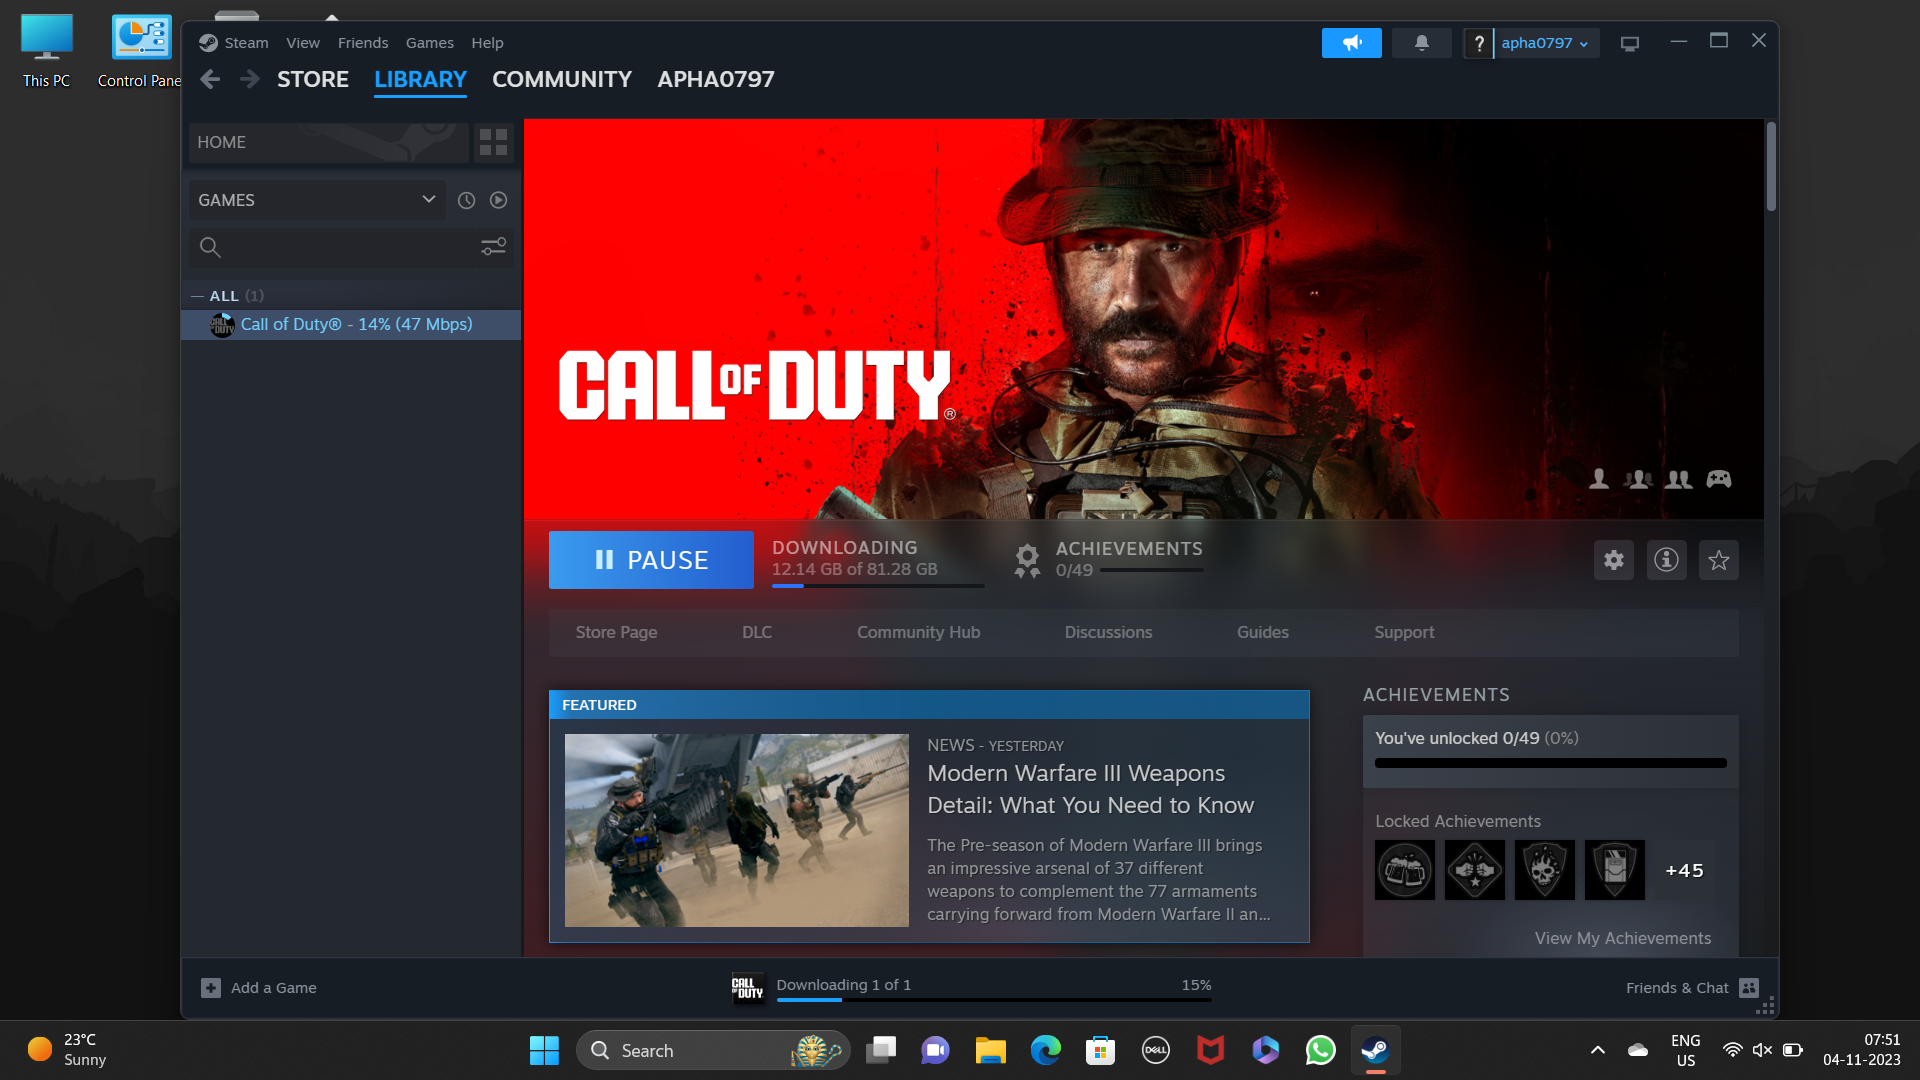 This PC
Control Pane
Steam
View
Friends
Games
Help
?
apha0797
STORE
LIBRARY
COMMUNITY
APHA0797
HOME
GAMES
— ALL (1)
Call of Duty® - 14% (47 Mbps)
CALL OF DUTY®
PAUSE
DOWNLOADING
12.14 GB of 81.28 GB
ACHIEVEMENTS
0/49
Store Page
DLC
Community Hub
Discussions
Guides
Support
FEATURED
NEWS - YESTERDAY
Modern Warfare III Weapons
Detail: What You Need to Know
The Pre-season of Modern Warfare III brings
an impressive arsenal of 37 different
weapons to complement the 77 armaments
carrying forward from Modern Warfare II an...
ACHIEVEMENTS
You've unlocked 0/49 (0%)
Locked Achievements
+45
View My Achievements
Add a Game
CALL OF DUTY
Downloading 1 of 1
15%
Friends & Chat
23°C
Sunny
Search
DELL
ENG
US
07:51
04-11-2023